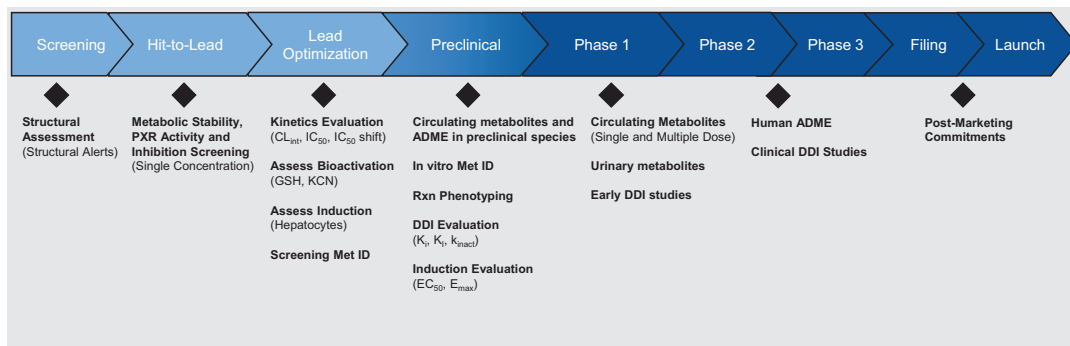 Screening
Hit-to-Lead
Lead
Optimization
Preclinical
Phase 1
Phase 2
Phase 3
Filing
Launch
Structural
Assessment
(Structural Alerts)
Metabolic Stability,
PXR Activity and
Inhibition Screening
(Single Concentration)
Kinetics Evaluation
(CLint, IC50, IC50 shift)
Assess Bioactivation
(GSH, KCN)
Assess Induction
(Hepatocytes)
Screening Met ID
Circulating metabolites and
ADME in preclinical species
In vitro Met ID
Rxn Phenotyping
DDI Evaluation
(Ki, KI, kinact)
Induction Evaluation
(EC50, Emax)
Circulating Metabolites
(Single and Multiple Dose)
Urinary metabolites
Early DDI studies
Human ADME
Clinical DDI Studies
Post-Marketing
Commitments